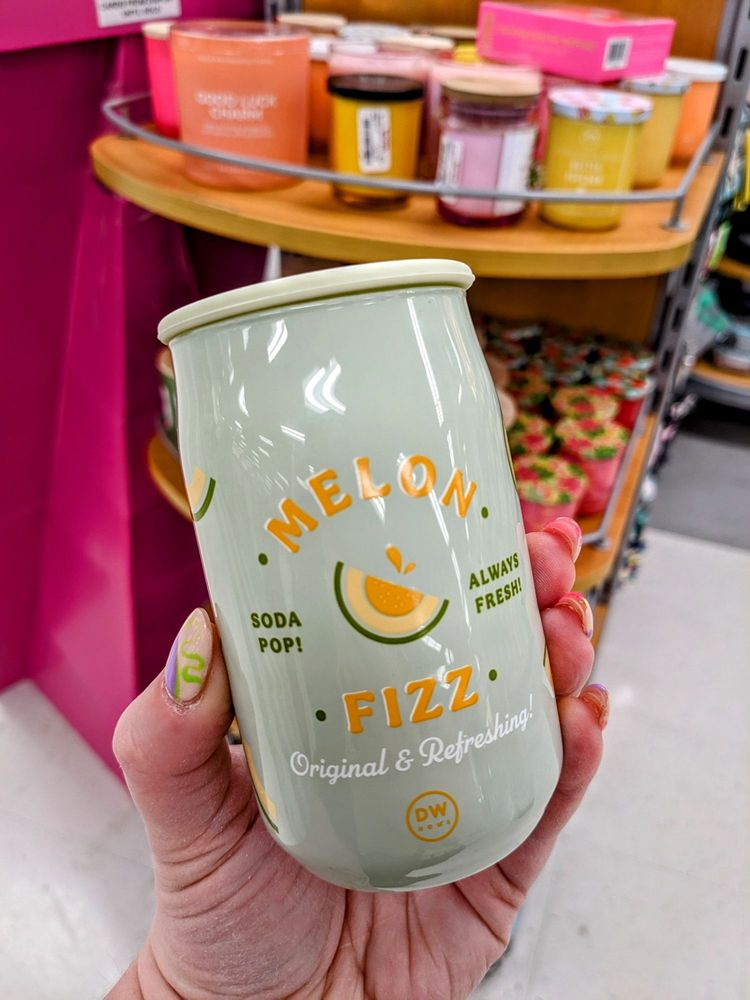 GOOD LUCK
CHARM
MELON
SODA
POP!
ALWAYS
FRESH!
FIZZ
Original & Refreshing!
DW
HOME